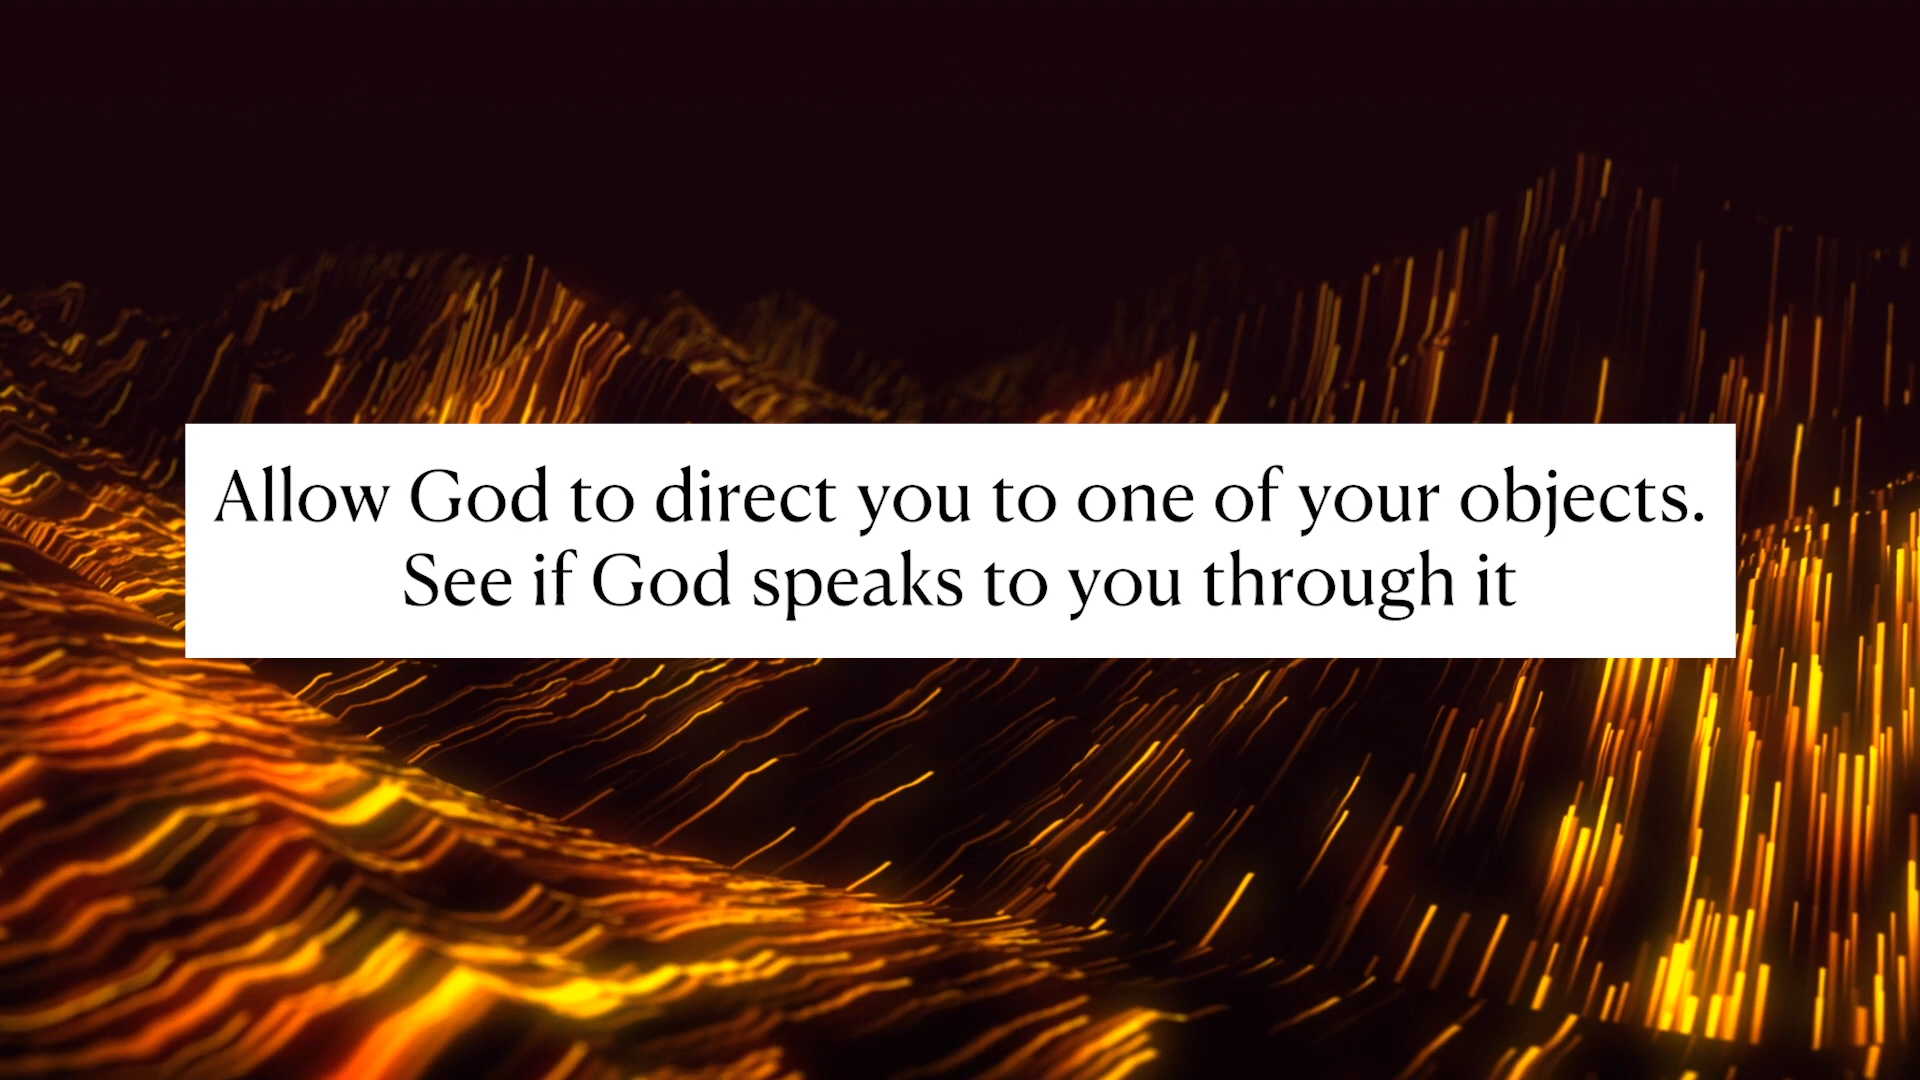 Allow God to direct you to one of your objects.
See if God speaks to you through it